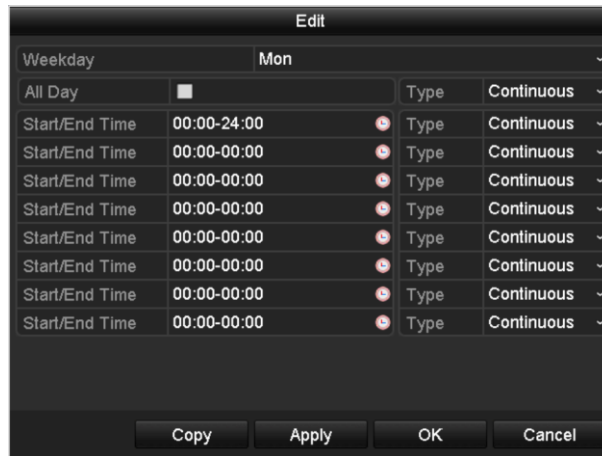 Edit
Weekday Mon
All Day Type Continuous
Start/End Time 00:00-24:00 Type Continuous
Start/End Time 00:00-00:00 Type Continuous
Start/End Time 00:00-00:00 Type Continuous
Start/End Time 00:00-00:00 Type Continuous
Start/End Time 00:00-00:00 Type Continuous
Start/End Time 00:00-00:00 Type Continuous
Start/End Time 00:00-00:00 Type Continuous
Start/End Time 00:00-00:00 Type Continuous
Copy Apply OK Cancel